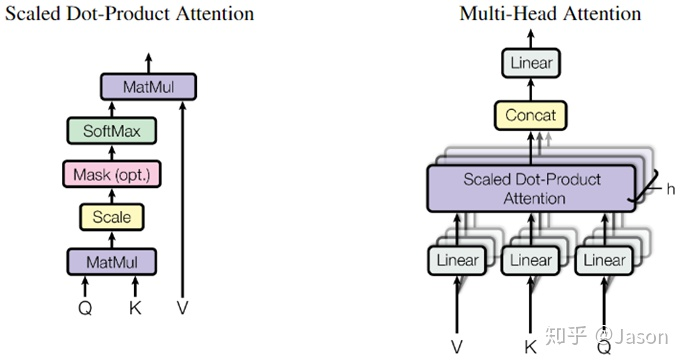 Scaled Dot-Product Attention
MatMul
SoftMax
Mask (opt.)
Scale
MatMul
Q K V
Multi-Head Attention
Linear
Concat
Scaled Dot-Product
Attention
h
Linear Linear Linear
V K Q
知乎 @Jason